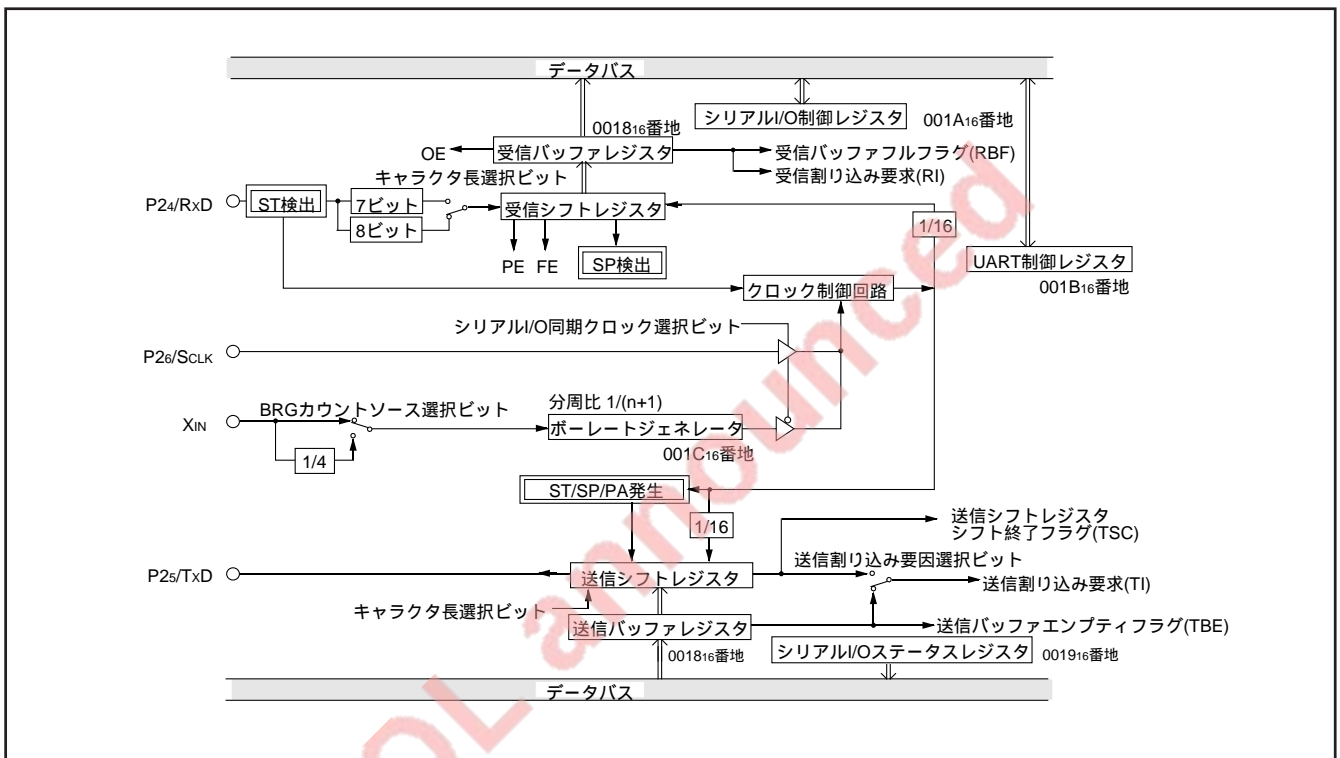 データバス
シリアルI/O制御レジスタ
001A16番地
001816番地
OE
受信バッファレジスタ
受信バッファフルフラグ(RBF)
受信割り込み要求(RI)
キャラクタ長選択ビット
P24/RXD
ST検出
7ビット
8ビット
受信シフトレジスタ
1/16
PE FE
SP検出
UART制御レジスタ
001B16番地
クロック制御回路
シリアルI/O同期クロック選択ビット
P26/SCLK
BRGカウントソース選択ビット
分周比 1/(n+1)
XIN
ボーレートジェネレータ
001C16番地
1/4
ST/SP/PA発生
1/16
送信シフトレジスタ
シフト終了フラグ(TSC)
送信割り込み要因選択ビット
P25/TXD
送信シフトレジスタ
送信割り込み要求(TI)
キャラクタ長選択ビット
送信バッファレジスタ
送信バッファエンプティフラグ(TBE)
001816番地
シリアルI/Oステータスレジスタ
001916番地
データバス
EOL announced